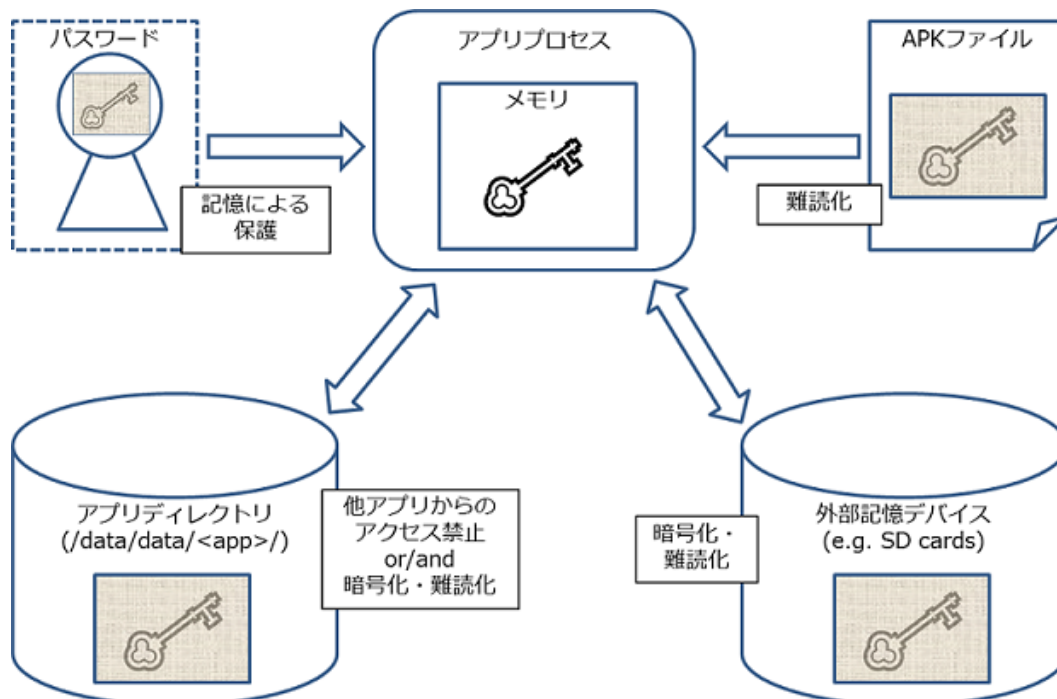 パスワード
記憶による
保護
アプリプロセス
メモリ
APKファイル
難読化
アプリディレクトリ
(/data/data/<app>/)
他アプリからの
アクセス禁止
or/and
暗号化・難読化
暗号化・
難読化
外部記憶デバイス
(e.g. SD cards)